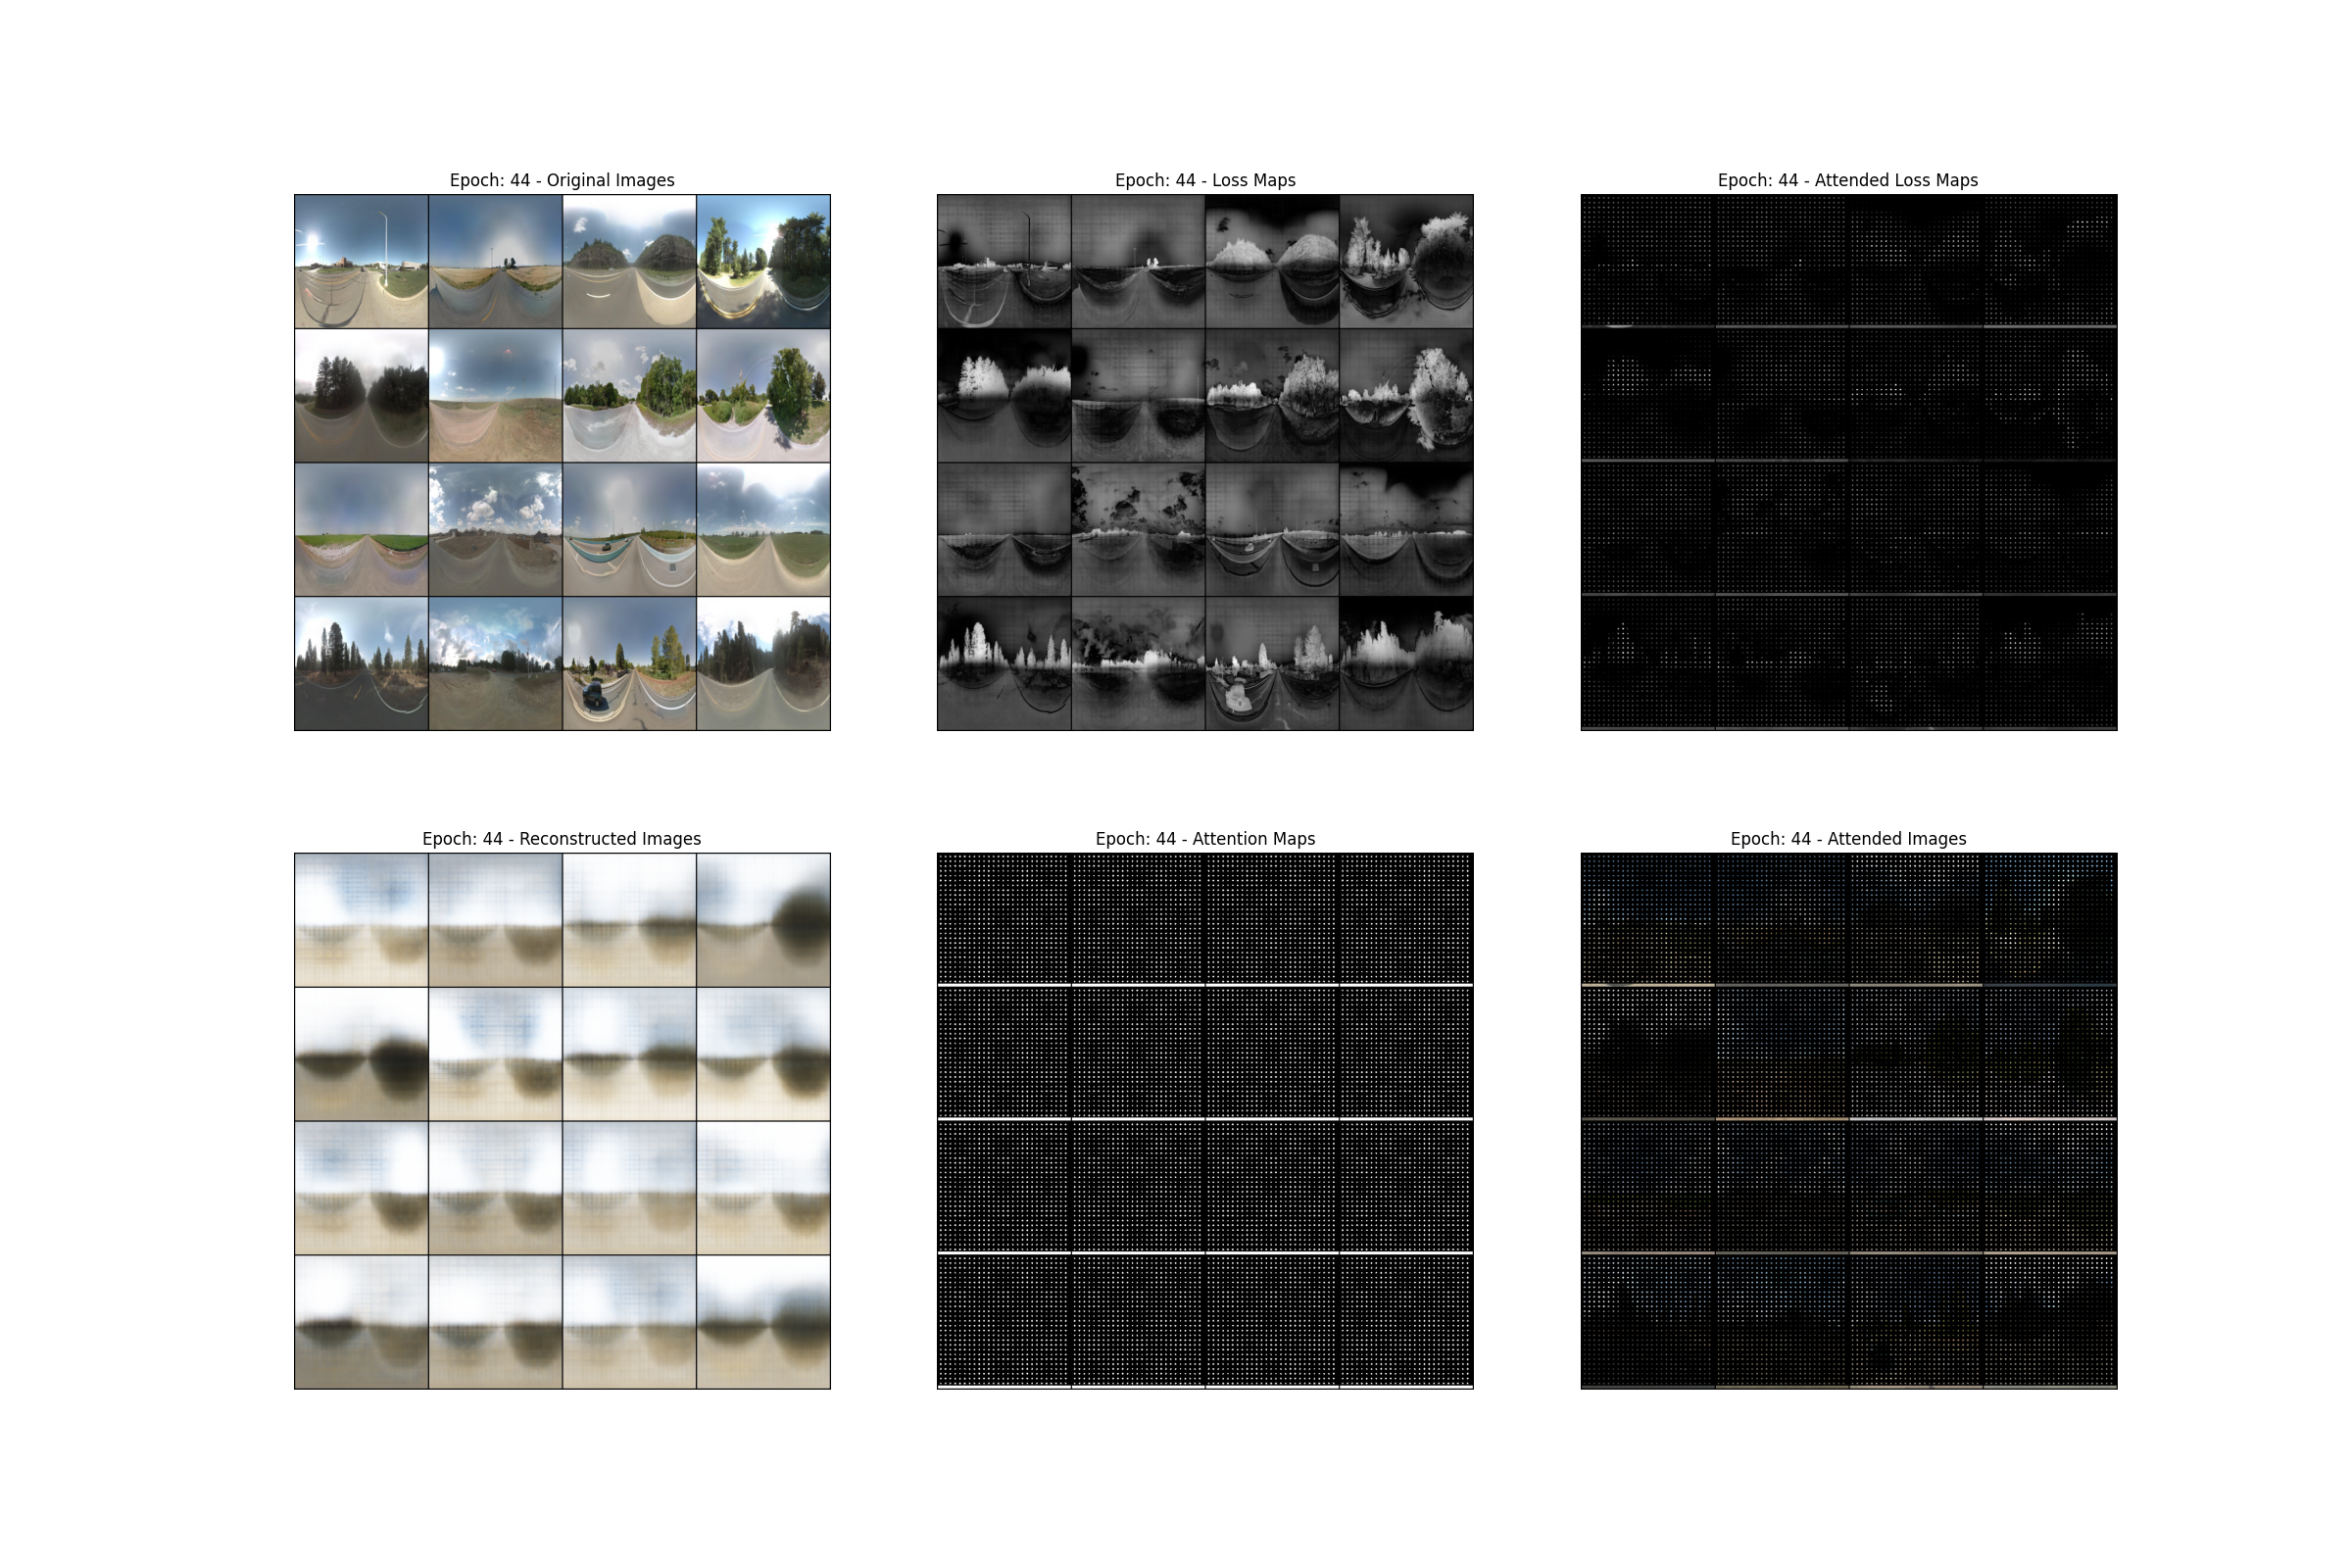 Epoch: 44 - Original Images
Epoch: 44 - Loss Maps
Epoch: 44 - Attended Loss Maps
Epoch: 44 - Reconstructed Images
Epoch: 44 - Attention Maps
Epoch: 44 - Attended Images